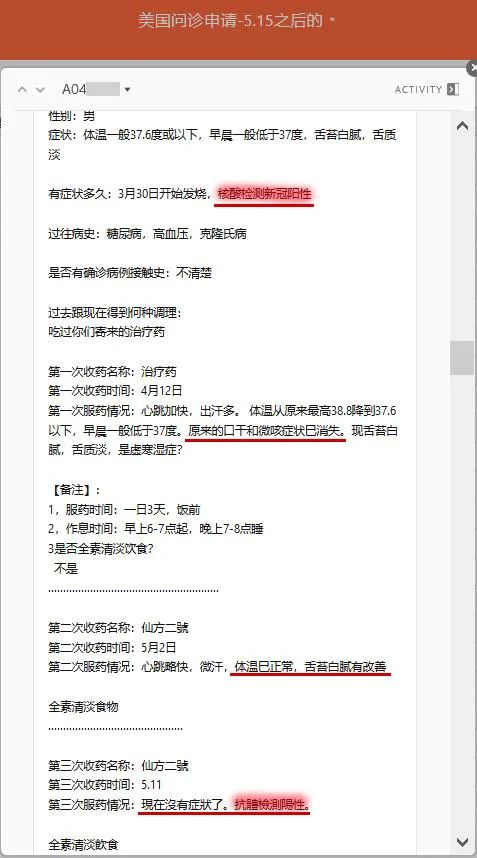 美国问诊申请-5.15之后的
A04
ACTIVITY
性别：男
症状：体温一般37.6度或以下，早晨一般低于37度，舌苔白腻，舌质
淡
有症状多久：3月30日开始发烧，核酸检测新冠阳性
过往病史：糖尿病，高血压，克隆氏病
是否有确诊病例接触史：不清楚
过去跟现在得到何种调理：
吃过你们寄来的治疗药
第一次收药名称：治疗药
第一次收药时间：4月12日
第一次服药情况：心跳加快，出汗多。 体温从原来最高38.8降到37.6
以下，早晨一般低于37度。原来的口干和微咳症状巳消失。现舌苔白
腻，舌质淡，是虚寒湿症？
【备注】：
1，服药时间：一日3天，饭前
2，作息时间：早上6-7点起，晚上7-8点睡
3是否全素清淡饮食？
不是
.........................................................
第二次收药名称：仙方二號
第二次收药时间：5月2日
第二次服药情况：心跳略快，微汗，体温巳正常，舌苔白腻有改善
全素清淡食物
.............................................
第三次收药名称：仙方二號
第三次收药时间：5.11
第三次服药情况：現在沒有症狀了。抗體檢測陽性。
全素清淡飲食